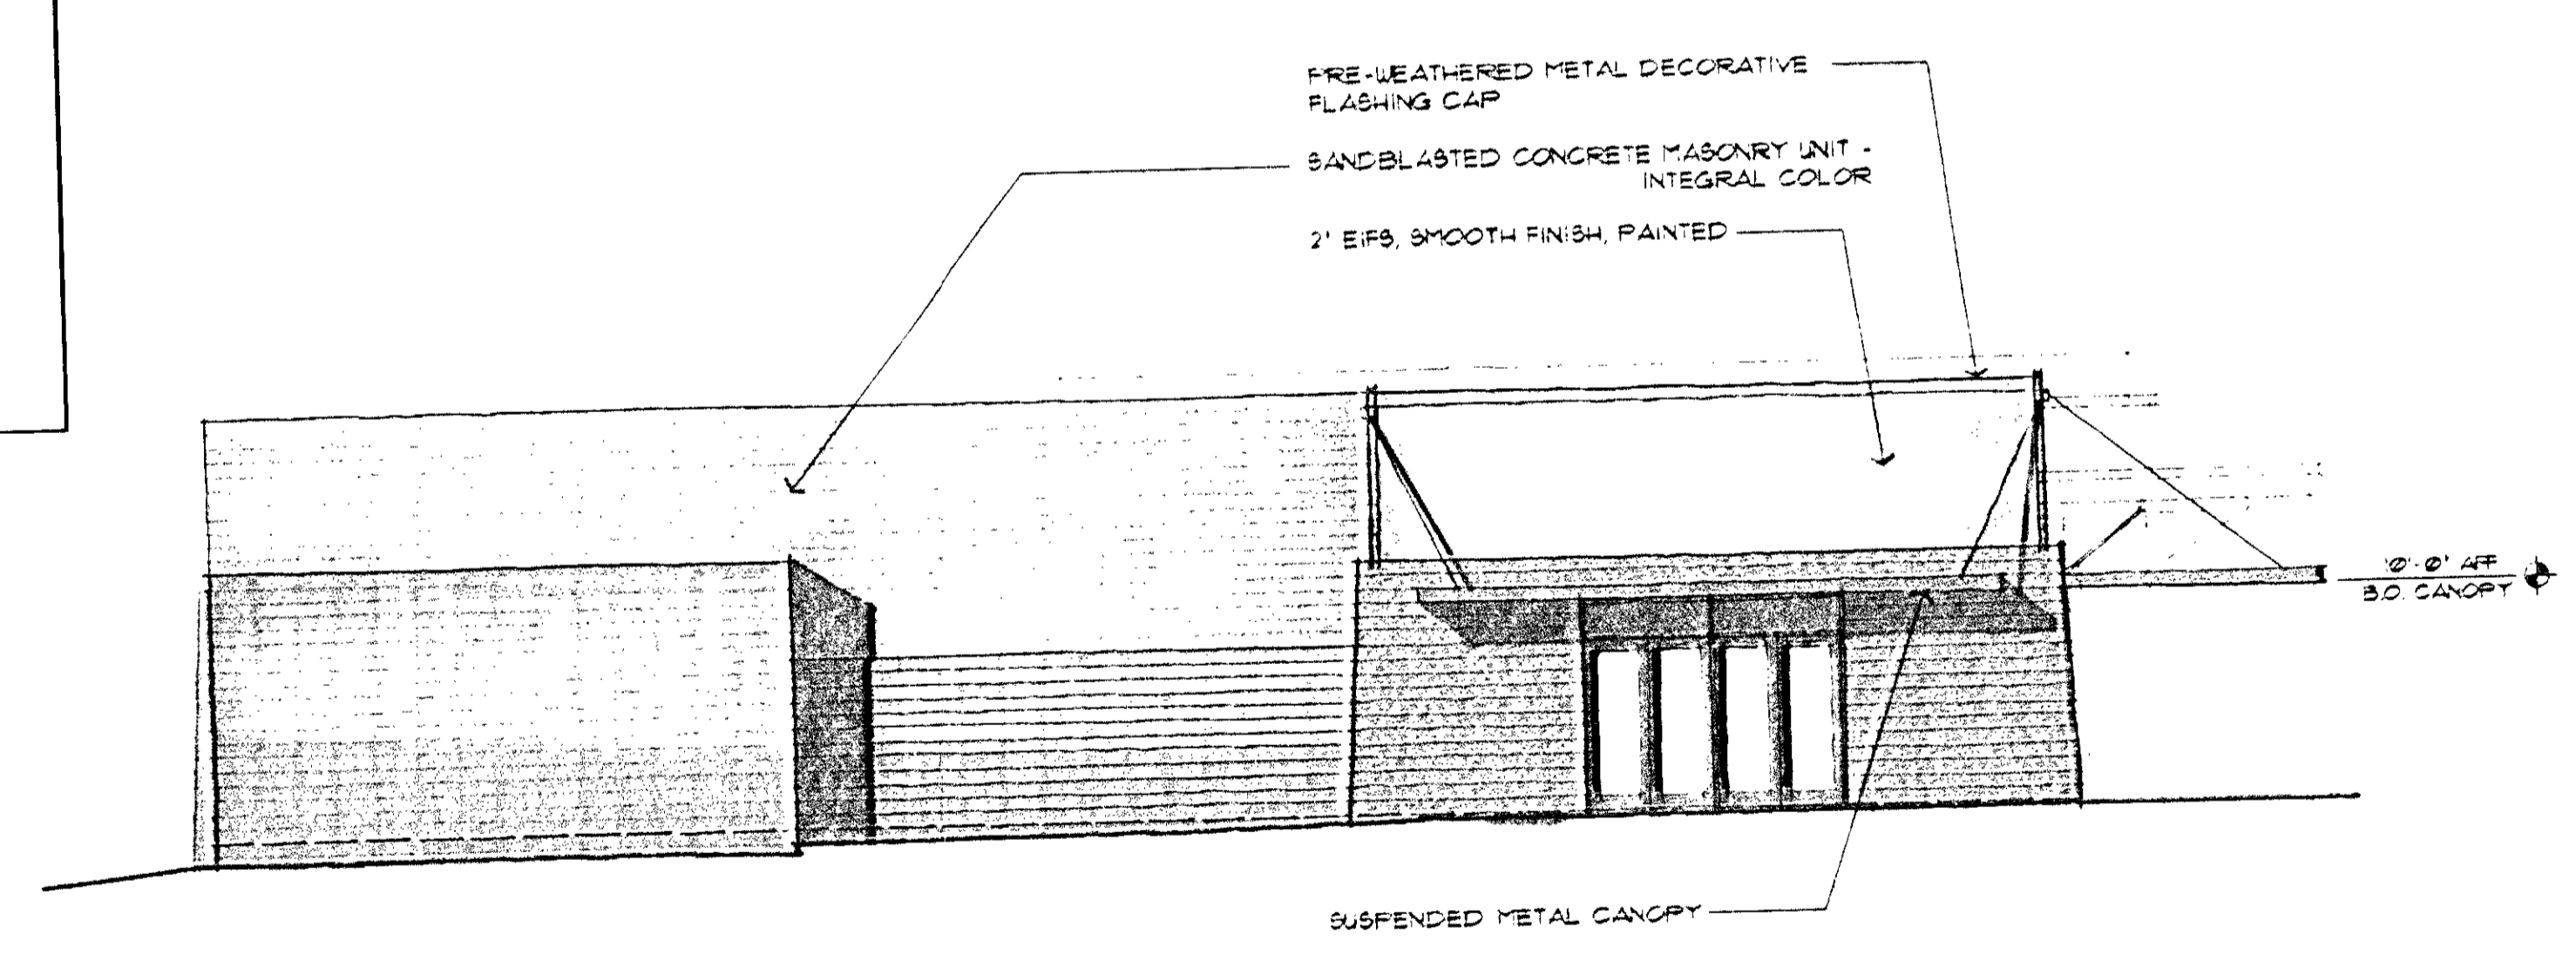 PRE-WEATHERED METAL DECORATIVE
FLASHING CAP
SANDBLASTED CONCRETE MASONRY UNIT -
INTEGRAL COLOR
2" EIFS, SMOOTH FINISH, PAINTED
10'-0" AFF
B.O. CANOPY
SUSPENDED METAL CANOPY